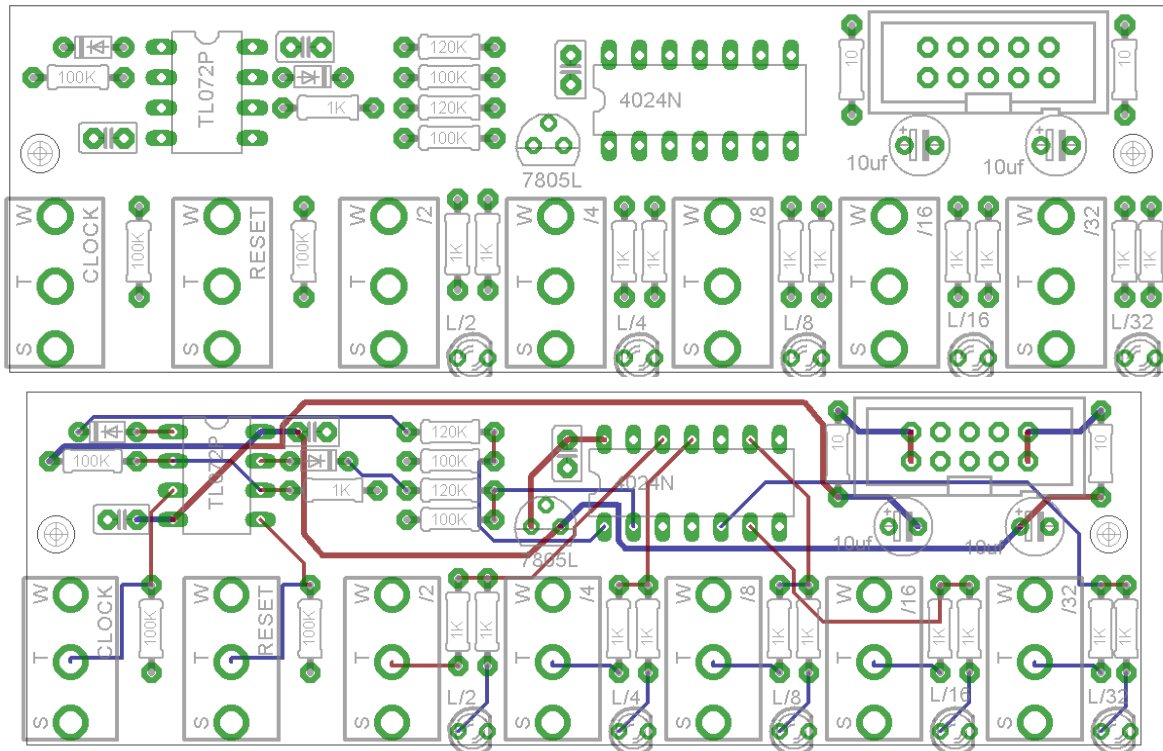 120K
10
10
100K
TL072P
100K
4024N
1K
120K
100K
10uf
10uf
7805L
W
CLOCK
T
S
100K
W
RESET
T
S
100K
W
/2
T
S
1K
1K
L/2
W
/4
T
S
1K
1K
L/4
W
/8
T
S
1K
1K
L/8
W
/16
T
S
1K
1K
L/16
W
/32
T
S
1K
1K
L/32
120K
10
10
100K
TL072P
100K
4024N
1K
120K
100K
10uf
10uf
7805L
W
CLOCK
T
S
100K
W
RESET
T
S
100K
W
/2
T
S
1K
1K
L/2
W
/4
T
S
1K
1K
L/4
W
/8
T
S
1K
1K
L/8
W
/16
T
S
1K
1K
L/16
W
/32
T
S
1K
1K
L/32